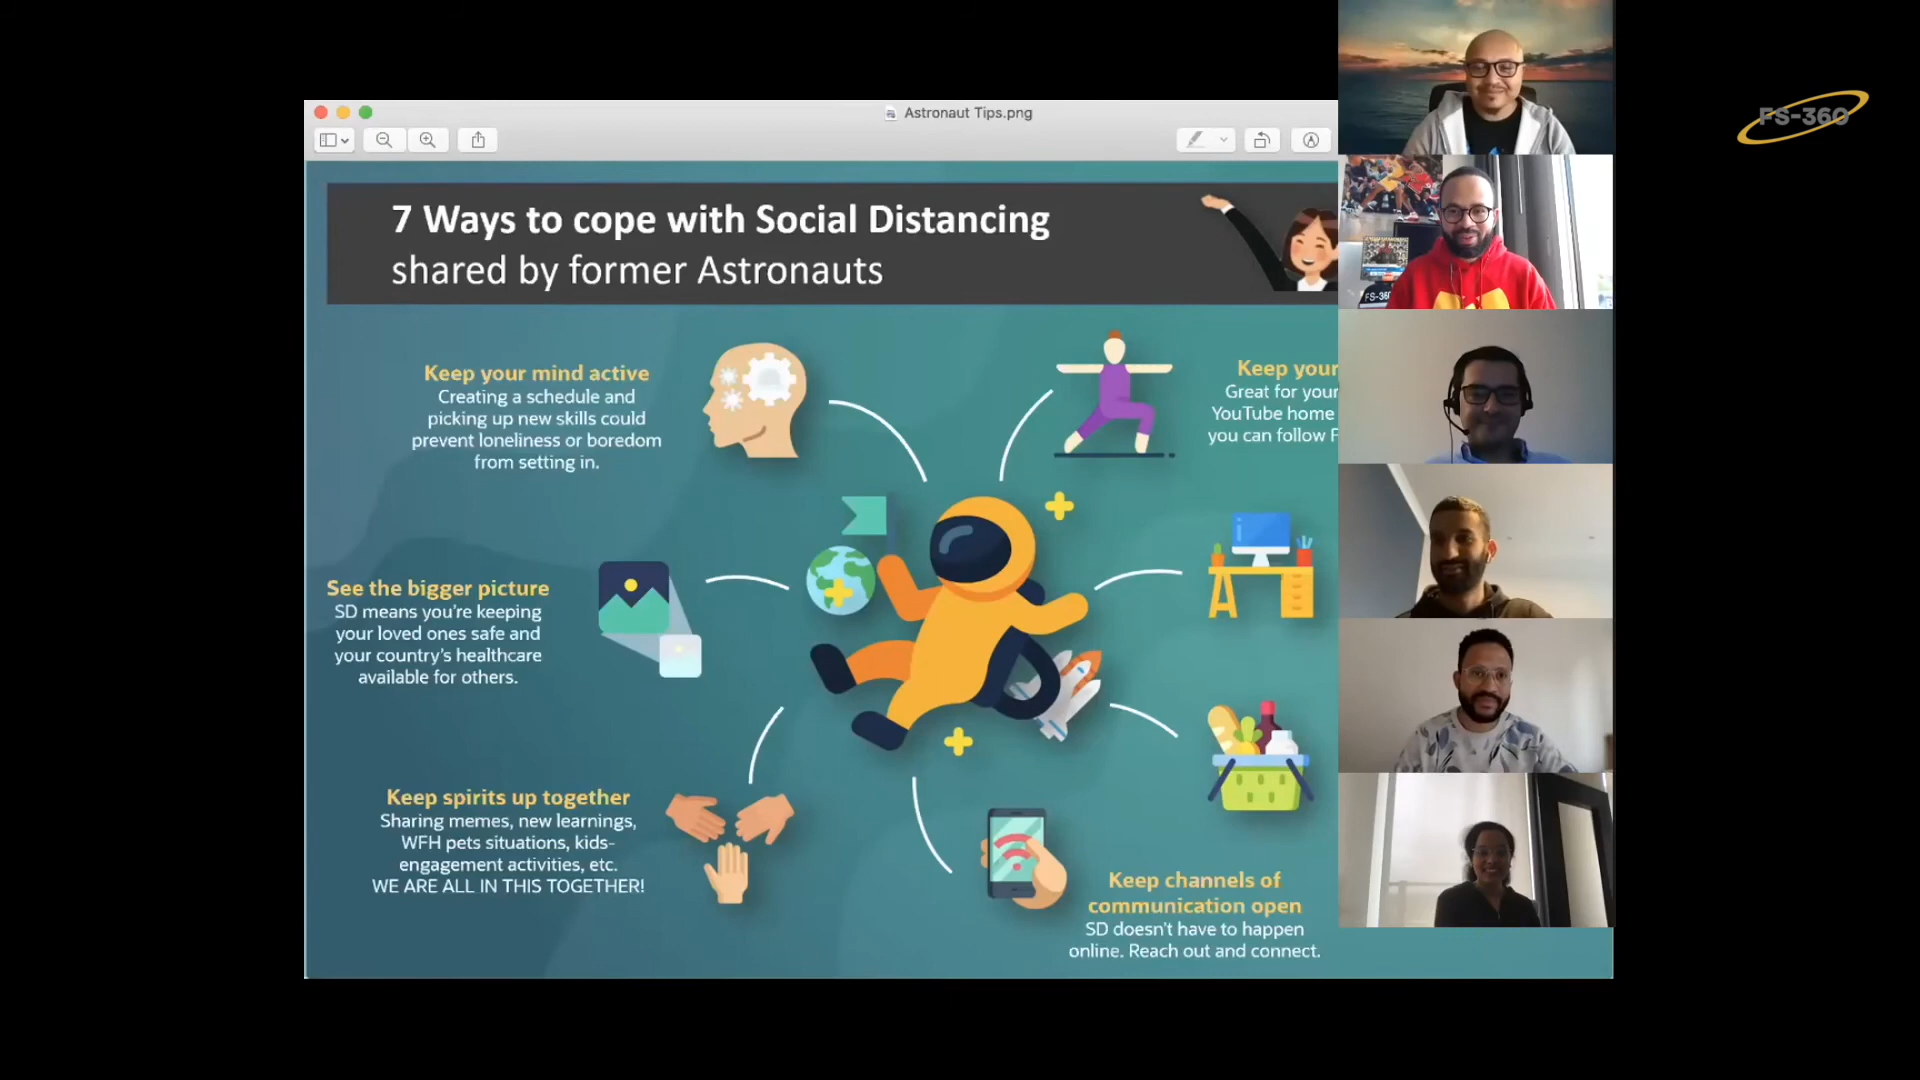 Astronaut Tips.png
FS-360
7 Ways to cope with Social Distancing
shared by former Astronauts
Keep your mind active
Creating a schedule and
picking up new skills could
prevent loneliness or boredom
from setting in.
Keep your
Great for your
YouTube home
you can follow
See the bigger picture
SD means you're keeping
your loved ones safe and
your country's healthcare
available for others.
Keep spirits up together
Sharing memes, new learnings,
WFH pets situations, kids-
engagement activities, etc.
WE ARE ALL IN THIS TOGETHER!
Keep channels of
communication open
SD doesn't have to happen
online. Reach out and connect.
FS-36